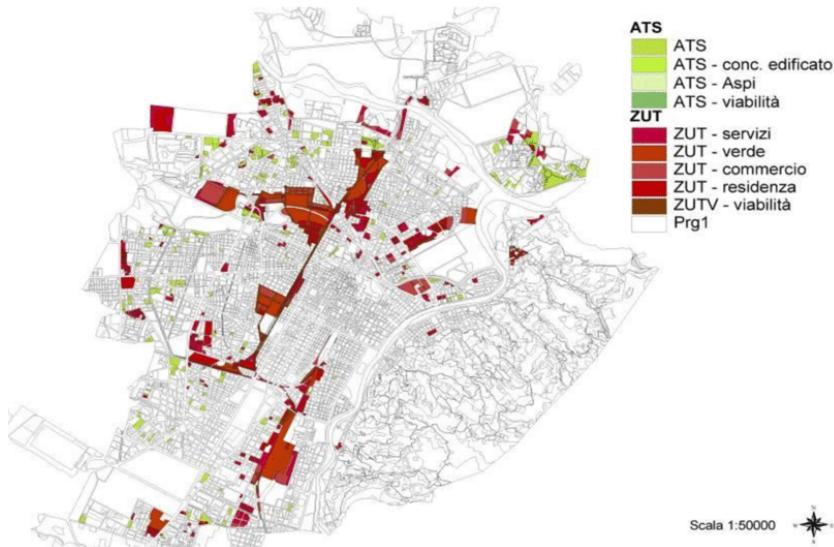 ATS
ATS
ATS - conc. edificato
ATS - Aspi
ATS - viabilità
ZUT
ZUT - servizi
ZUT - verde
ZUT - commercio
ZUT - residenza
ZUTV - viabilità
Prg1
Scala 1:50000